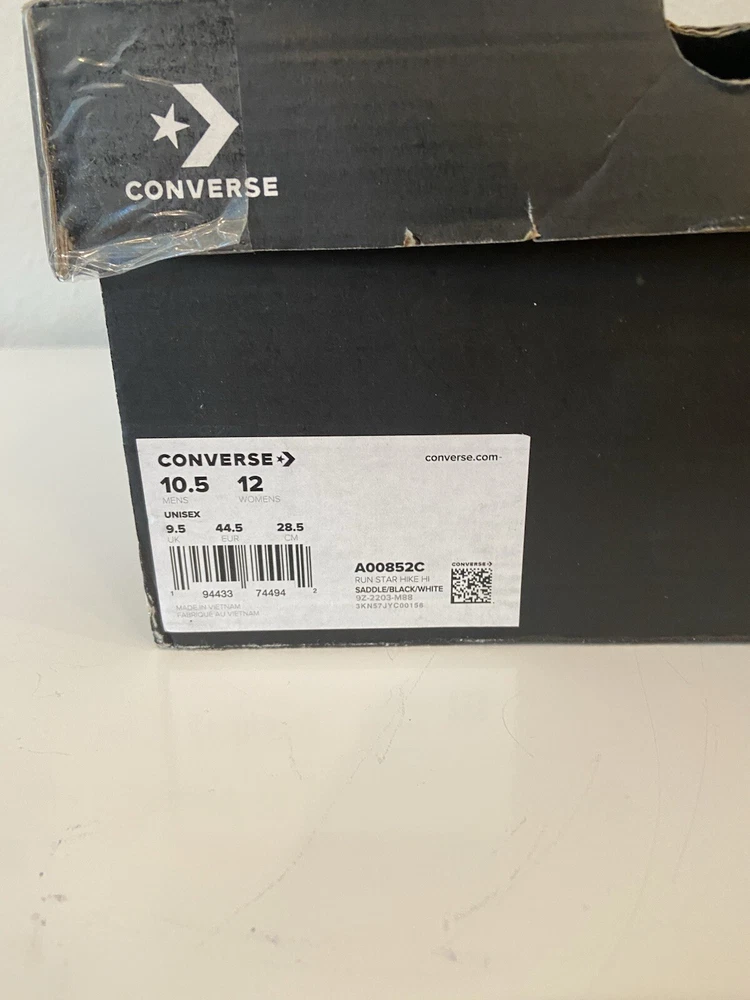 CONVERSE
CONVERSE
converse.com
10.5 12
MENS WOMENS
UNISEX
9.5 44.5 28.5
UK EUR CM
1 94433 74494 2
MADE IN VIETNAM
FABRIQUÉ AU VIETNAM
A00852C
RUN STAR HIKE HI
SADDLE/BLACK/WHITE
9Z-2203-M88
3KNS7JYC00156
CONVERSE